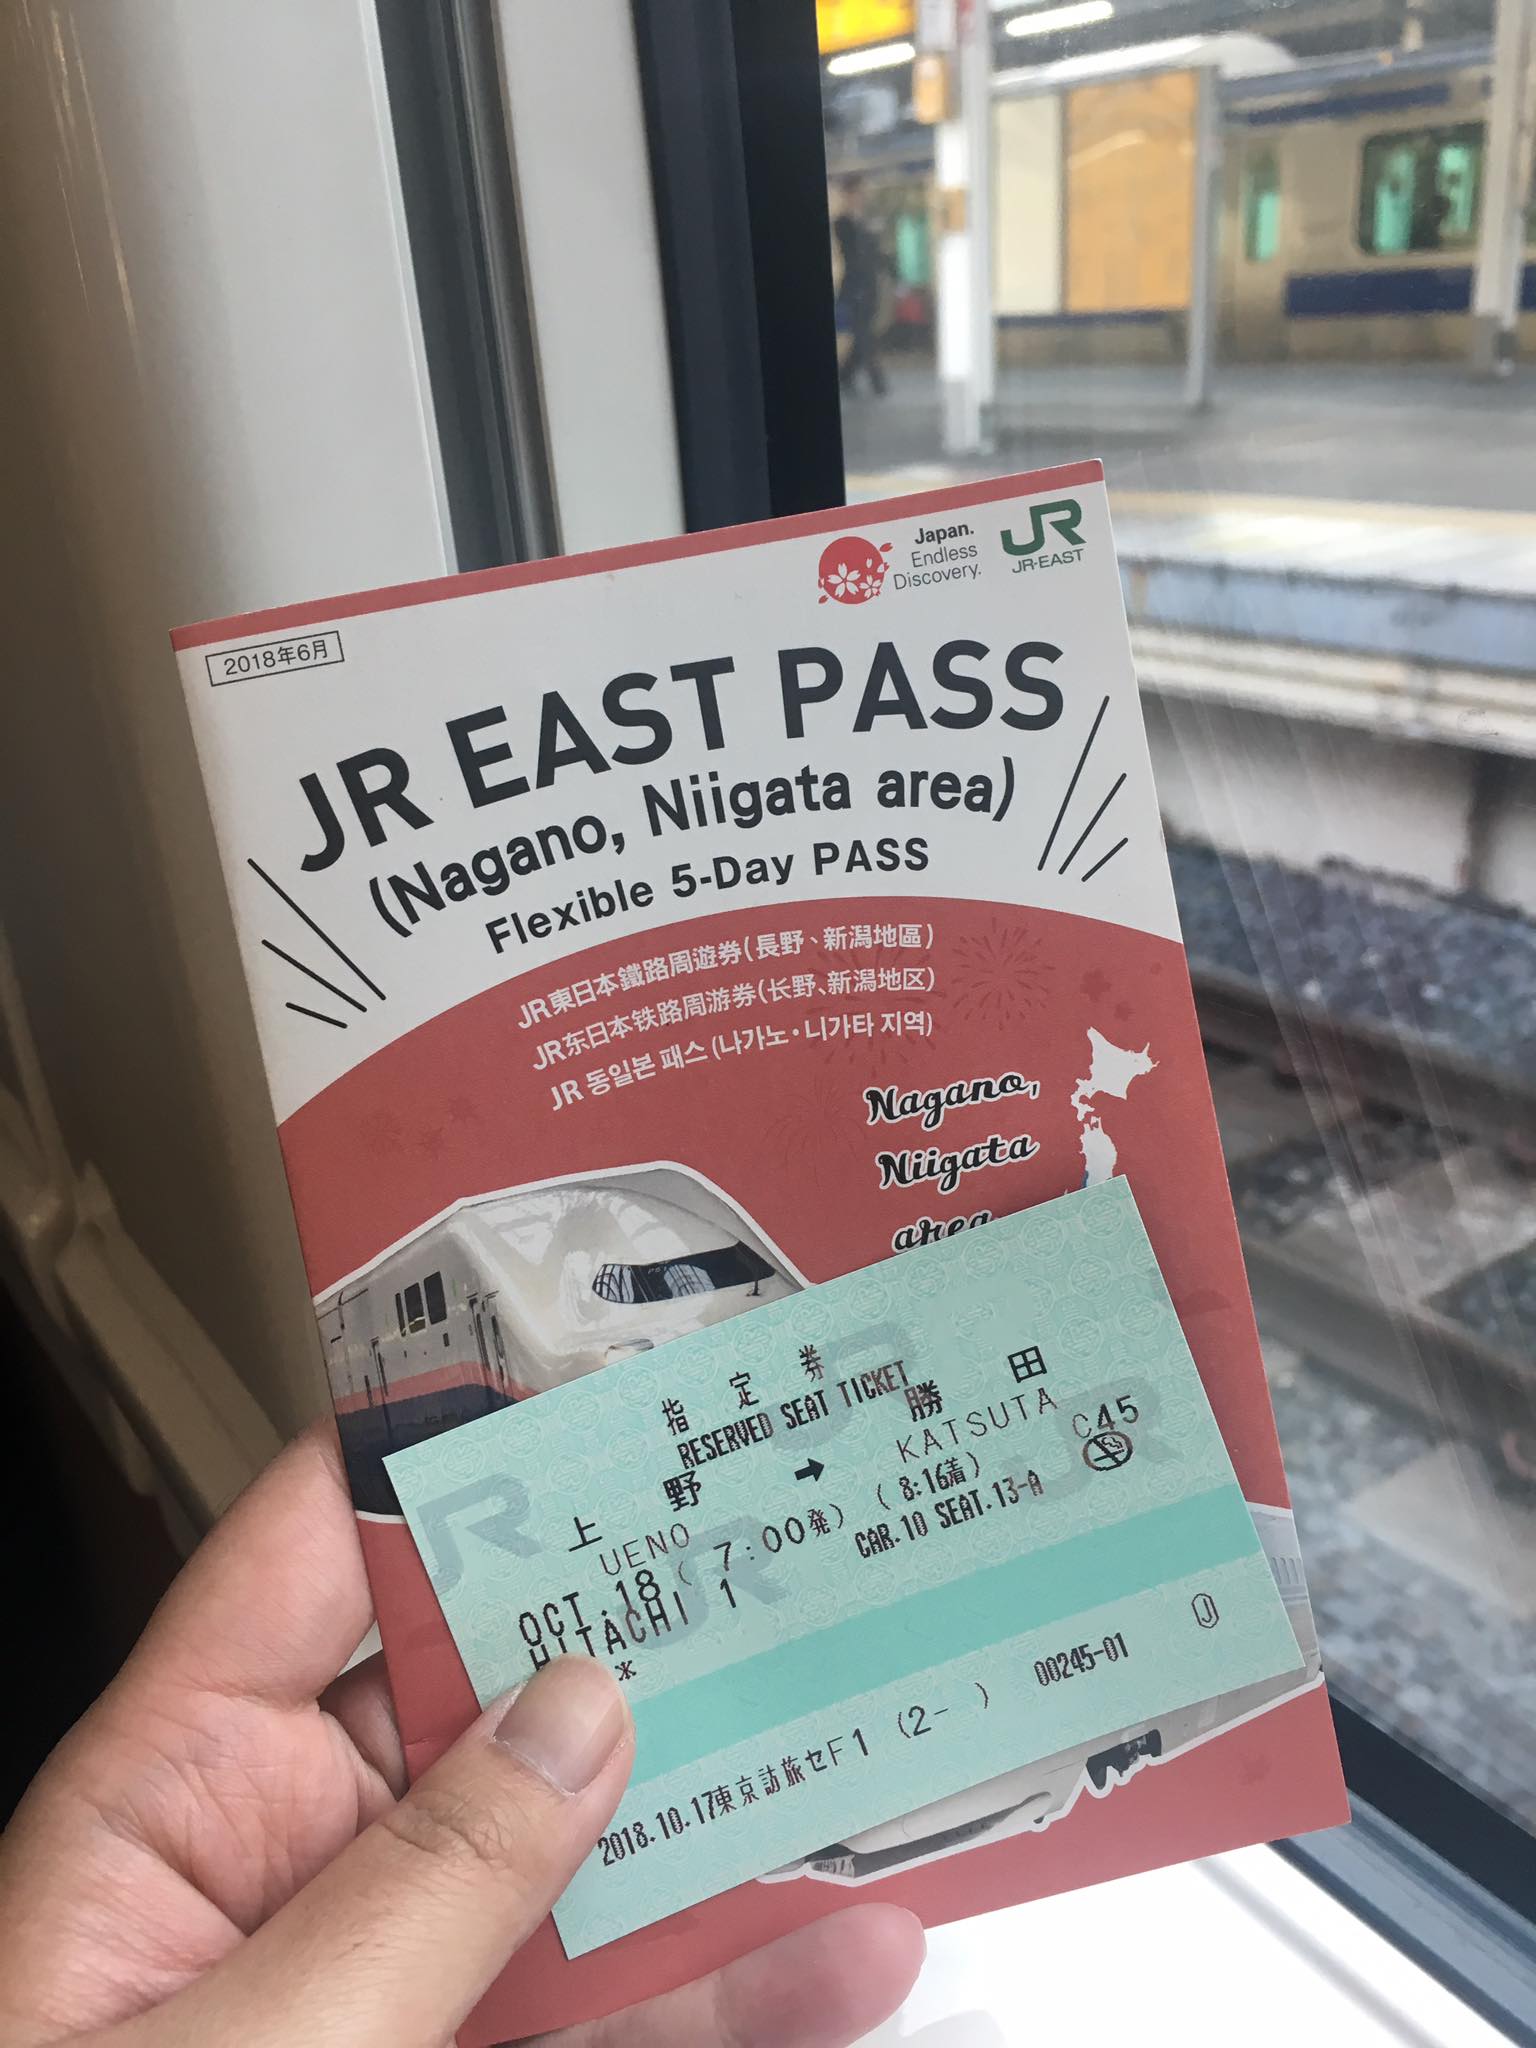 Japan.
Endless
Discovery.
JR
JR-EAST
2018年6月
JR EAST PASS
(Nagano, Niigata area)
Flexible 5-Day PASS
JR東日本鐵路周遊券(長野、新潟地區)
JR东日本铁路周游券(长野、新潟地区)
JR 동일본 패스 (나가노・니가타 지역)
Nagano,
Niigata
area
指 定 券
RESERVED SEAT TICKET
上 野 ➡ 勝 田
UENO KATSUTA C45
OCT.18 ( 7:00発) ( 8:16着)
HITACHI 1 CAR.10 SEAT.13-A
*
2018.10.17東京訪旅セF1 (2- ) 00245-01 J